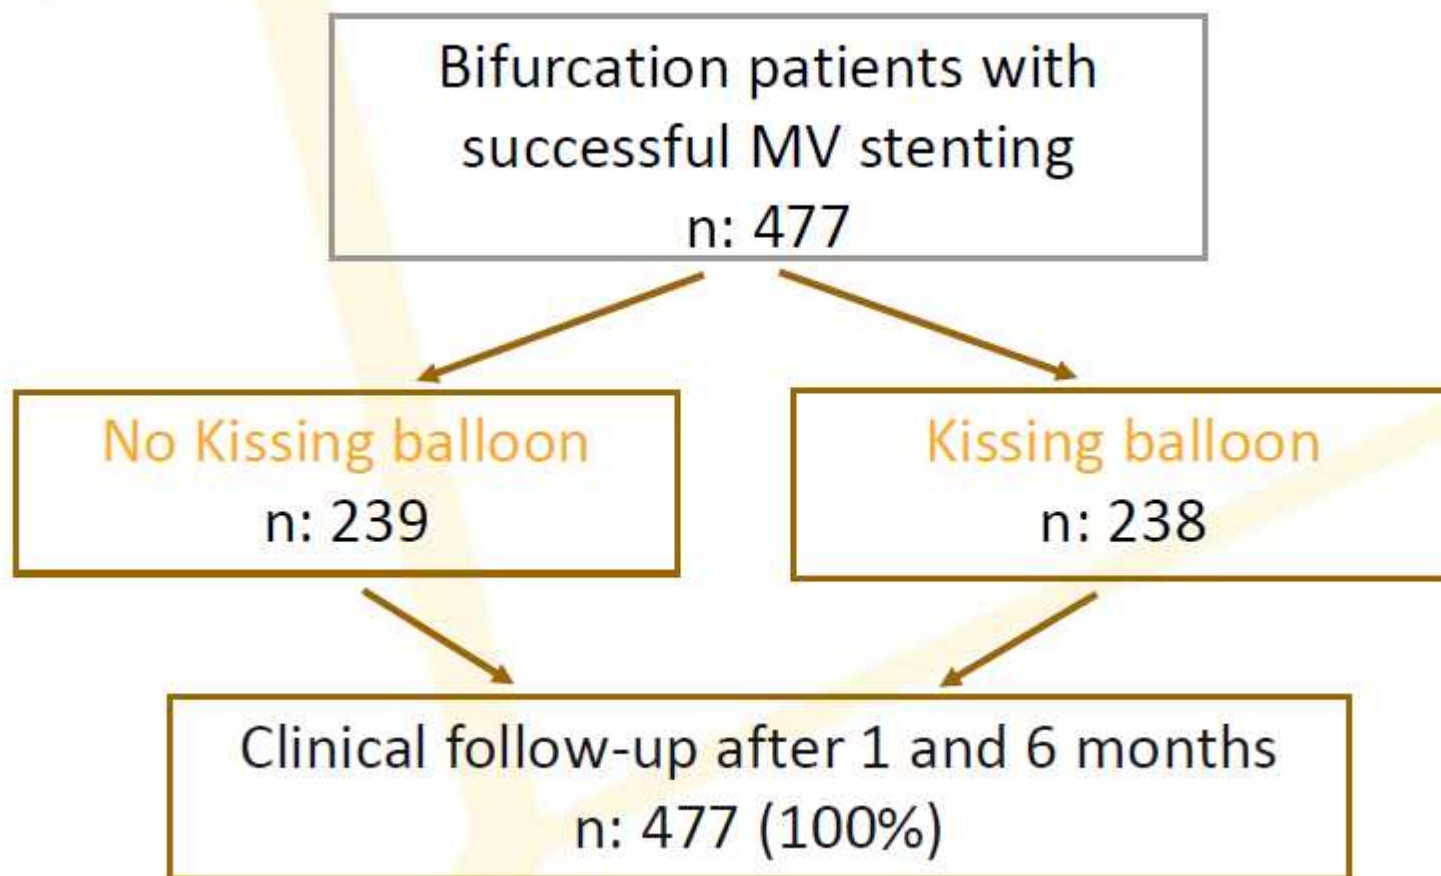 Bifurcation patients with
successful MV stenting
n: 477
No Kissing balloon
n: 239
Kissing balloon
n: 238
Clinical follow-up after 1 and 6 months
n: 477 (100%)